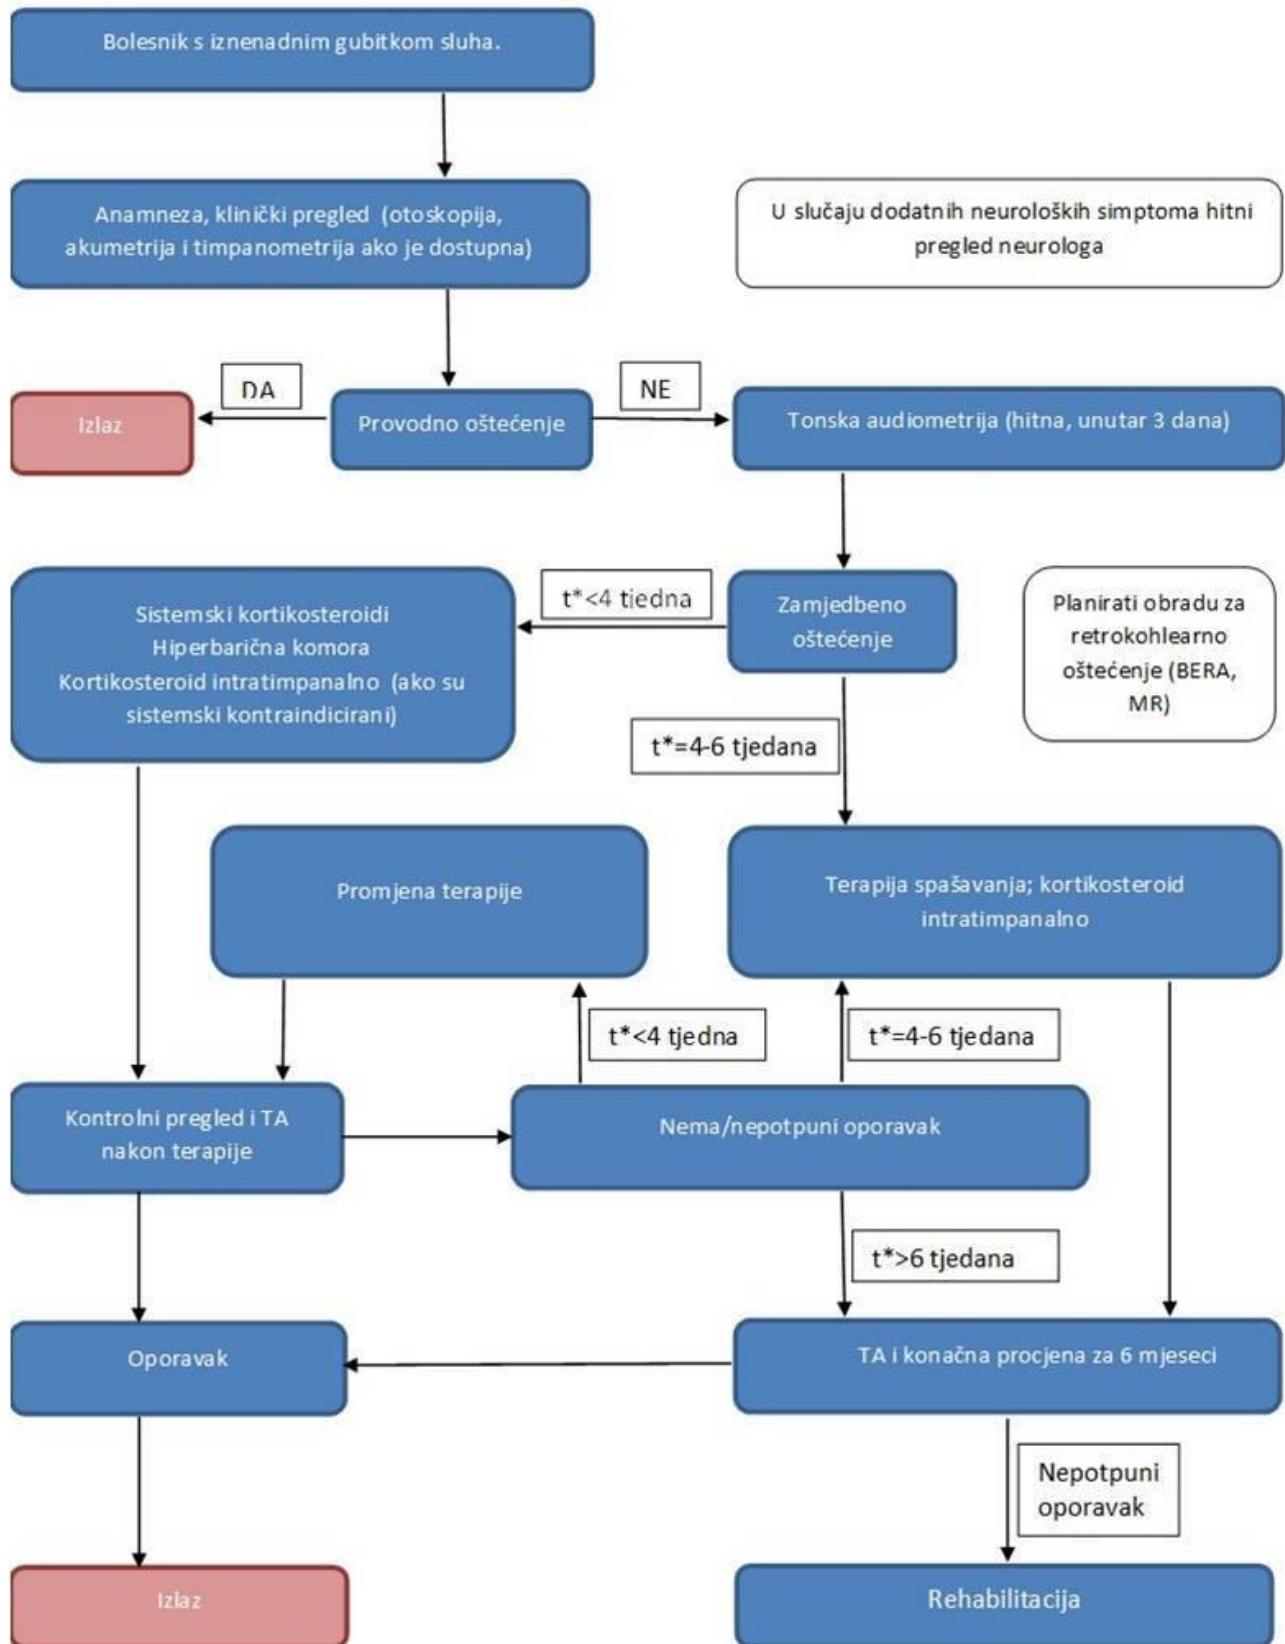 Bolesnik s iznenadnim gubitkom sluha.
Anamneza, klinički pregled (otoskopija,
akumetrija i timpanometrija ako je dostupna)
U slučaju dodatnih neuroloških simptoma hitni
pregled neurologa
DA
NE
Izlaz
Provodno oštećenje
Tonska audiometrija (hitna, unutar 3 dana)
t*<4 tjedna
Sistemski kortikosteroidi
Hiperbarična komora
Kortikosteroid intratimpanalno (ako su
sistemski kontraindicirani)
Zamjedbeno
oštećenje
Planirati obradu za
retrokohlearno
oštećenje (BERA,
MR)
t*=4-6 tjedana
Promjena terapije
Terapija spašavanja; kortikosteroid
intratimpanalno
t*<4 tjedna
t*=4-6 tjedana
Kontrolni pregled i TA
nakon terapije
Nema/nepotpuni oporavak
t*>6 tjedana
Oporavak
TA i konačna procjena za 6 mjeseci
Nepotpuni
oporavak
Izlaz
Rehabilitacija